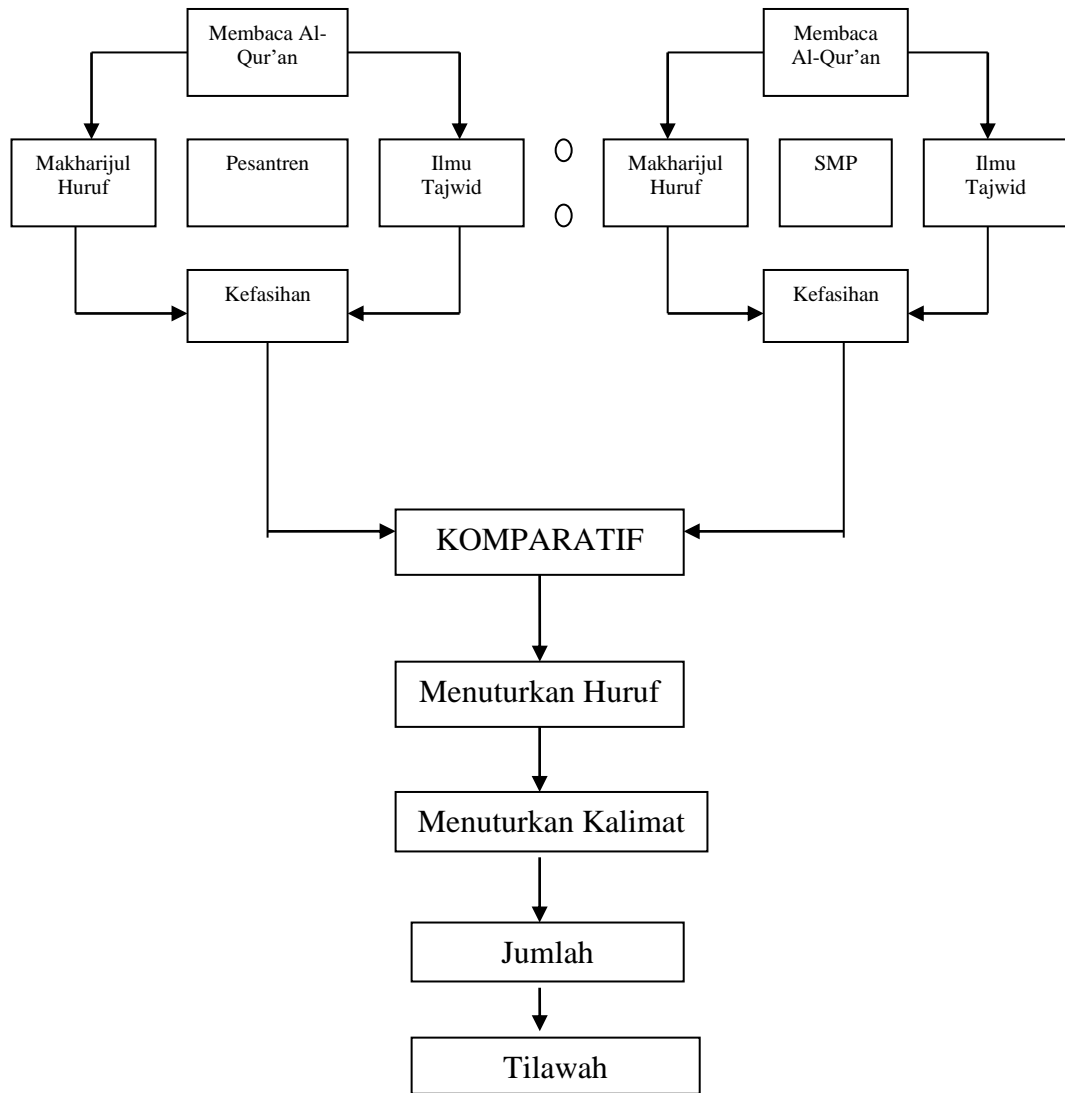 Membaca Al-
Qur’an
Membaca
Al-Qur’an
Makharijul
Huruf
Pesantren
Ilmu
Tajwid
Makharijul
Huruf
SMP
Ilmu
Tajwid
Kefasihan
Kefasihan
KOMPARATIF
Menuturkan Huruf
Menuturkan Kalimat
Jumlah
Tilawah